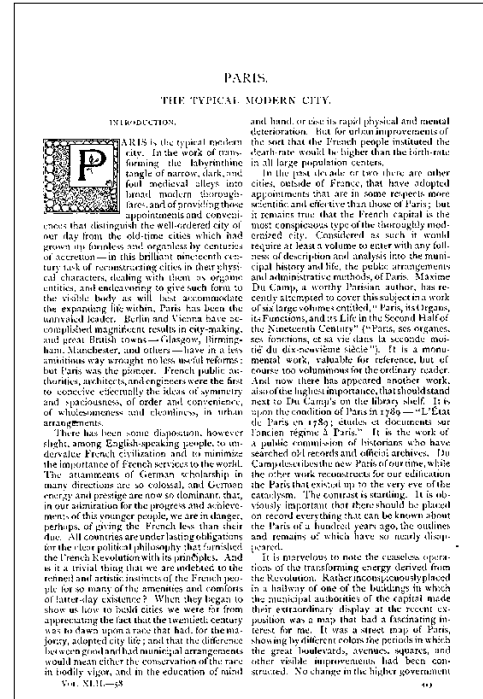 PARIS.
THE TYPICAL MODERN CITY.
INTRODUCTION.
PARIS is the typical modern
city. In the work of trans-
forming the labyrinthine
tangle of narrow, dark, and
foul medieval alleys into
broad modern thorough-
fares, and of providing those
appointments and conveni-
ences that distinguish the well-ordered city of
our day from the old-time cities which had
grown up formless and organless by centuries
of accretion—in this brilliant nineteenth cen-
tury task of reconstructing cities in their physi-
cal characters, dealing with them as organic
entities, and endeavoring to give such form to
the visible body as will best accommodate
the expanding life within, Paris has been the
unrivaled leader. Berlin and Vienna have ac-
complished magnificent results in city-making,
and great British towns—Glasgow, Birming-
ham, Manchester, and others—have in a less
ambitious way wrought no less useful reforms;
but Paris was the pioneer. French public au-
thorities, architects, and engineers were the first
to conceive effectually the ideas of symmetry
and spaciousness, of order and convenience,
of wholesomeness and cleanliness, in urban
arrangements.
There has been some disposition, however
slight, among English-speaking people, to un-
dervalue French civilization and to minimize
the importance of French services to the world.
The attainments of German scholarship in
many directions are so colossal, and German
energy and prestige are now so dominant, that,
in our admiration for the progress and achieve-
ments of this younger people, we are in danger,
perhaps, of giving the French less than their
due. All countries are under lasting obligations
for the clear political philosophy that furnished
the French Revolution with its principles. And
is it a trivial thing that we are indebted to the
refined and artistic instincts of the French peo-
ple for so many of the amenities and comforts
of latter-day existence? When they began to
show us how to build cities we were far from
appreciating the fact that the twentieth century
was to dawn upon a race that had, for the ma-
jority, adopted city life; and that the difference
between good and bad municipal arrangements
would mean either the conservation of the race
in bodily vigor, and in the education of mind
VOL. XLII.—58
and hand, or else its rapid physical and mental
deterioration. But for urban improvements of
the sort that the French people instituted the
death-rate would be higher than the birth-rate
in all large population centers.
In the past decade or two there are other
cities, outside of France, that have adopted
appointments that are in some respects more
scientific and effective than those of Paris; but
it remains true that the French capital is the
most conspicuous type of the thoroughly mod-
ernized city. Considered as such it would
require at least a volume to enter with any full-
ness of description and analysis into the muni-
cipal history and life, the public arrangements
and administrative methods, of Paris. Maxime
Du Camp, a worthy Parisian author, has re-
cently attempted to cover this subject in a work
of six large volumes entitled, "Paris, its Organs,
its Functions, and its Life in the Second Half of
the Nineteenth Century" ("Paris, ses organes,
ses fonctions, et sa vie dans la seconde moi-
tié du dix-neuvième siècle"). It is a monu-
mental work, valuable for reference, but of
course too voluminous for the ordinary reader.
And now there has appeared another work,
also of the highest importance, that should stand
next to Du Camp's on the library shelf. It is
upon the condition of Paris in 1789—"L'État
de Paris en 1789; études et documents sur
l'ancien régime à Paris." It is the work of
a public commission of historians who have
searched old records and official archives. Du
Camp describes the new Paris of our time, while
the other work reconstructs for our edification
the Paris that existed up to the very eve of the
cataclysm. The contrast is startling. It is ob-
viously important that there should be placed
on record everything that can be known about
the Paris of a hundred years ago, the outlines
and remains of which have so nearly disap-
peared.
It is marvelous to note the ceaseless opera-
tions of the transforming energy derived from
the Revolution. Rather inconspicuously placed
in a hallway of one of the buildings in which
the municipal authorities of the capital made
their extraordinary display at the recent ex-
position was a map that had a fascinating in-
terest for me. It was a street map of Paris,
showing by different colors the periods in which
the great boulevards, avenues, squares, and
other visible improvements had been con-
structed. No change in the higher government